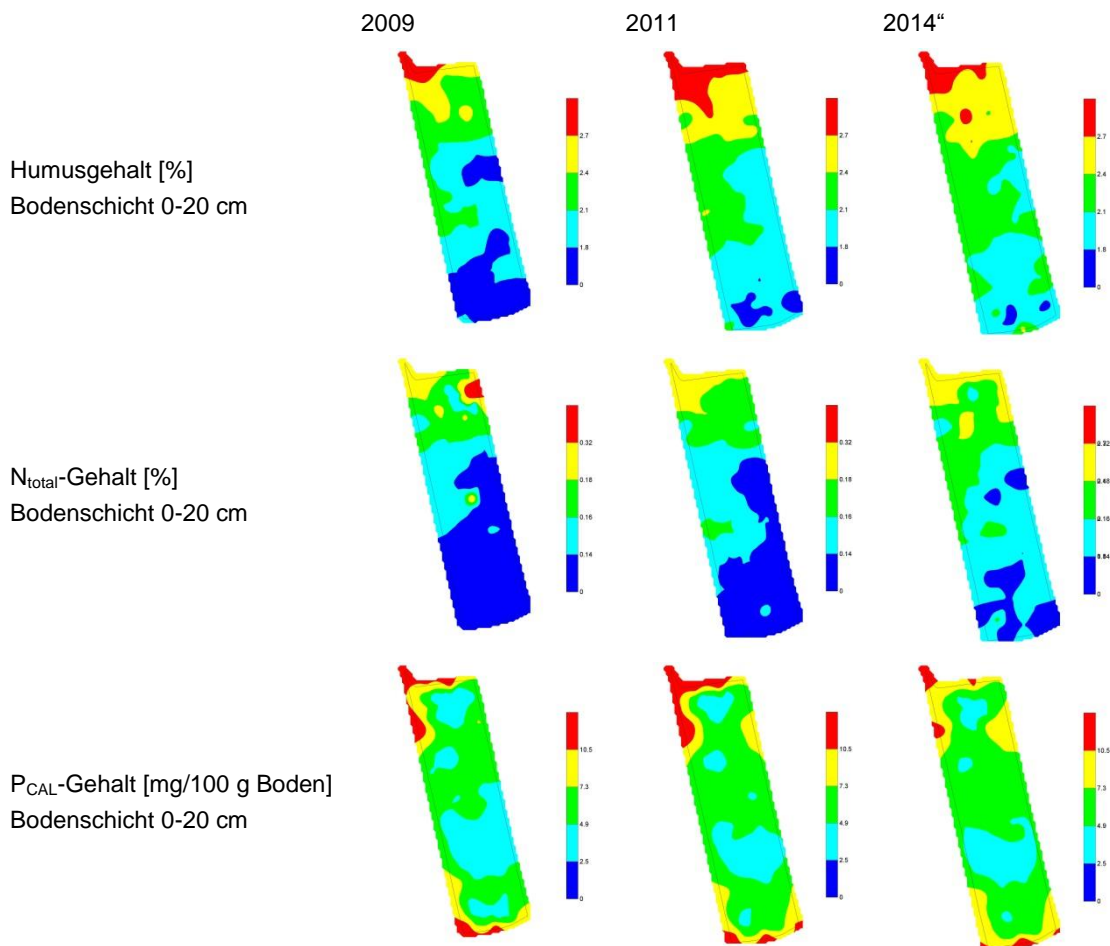 2009 2011 2014“
Humusgehalt [%]
Bodenschicht 0-20 cm
2.7 2.7 2.7
2.4 2.4 2.4
2.1 2.1 2.1
1.8 1.8 1.8
0 0 0
Ntotal-Gehalt [%]
Bodenschicht 0-20 cm
0.32 0.32
0.18 0.18
0.16 0.16
0.14 0.14
0 0 0
PCAL-Gehalt [mg/100 g Boden]
Bodenschicht 0-20 cm
10.5 10.5 10.5
7.3 7.3 7.3
4.9 4.9 4.9
2.5 2.5 2.5
0 0 0